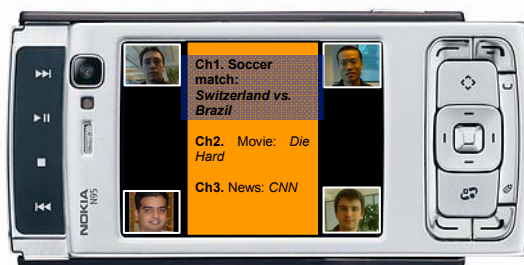 Ch1. Soccer
match:
Switzerland vs.
Brazil
Ch2. Movie: Die
Hard
Ch3. News: CNN
NOKIA
N95